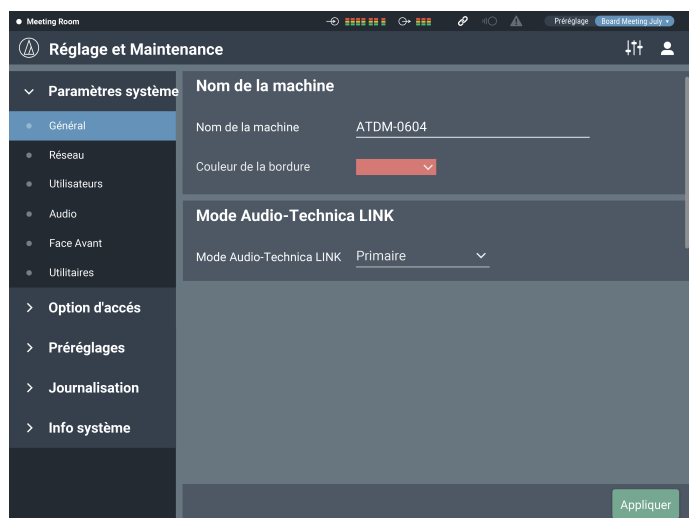 Meeting Room
Préréglage Board Meeting July
Réglage et Maintenance
Paramètres système
Général
Réseau
Utilisateurs
Audio
Face Avant
Utilitaires
Option d'accés
Préréglages
Journalisation
Info système
Nom de la machine
Nom de la machine ATDM-0604
Couleur de la bordure
Mode Audio-Technica LINK
Mode Audio-Technica LINK Primaire
Appliquer